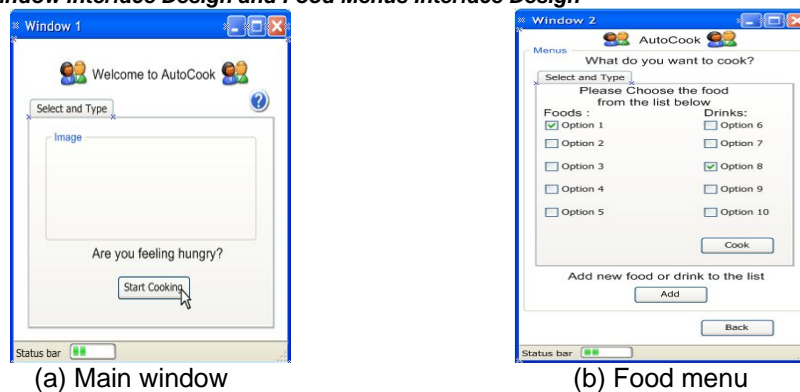 indow Interface Design and Food Menus Interface Design
Window 1
Welcome to AutoCook
Select and Type
Image
Are you feeling hungry?
Start Cooking
Status bar
(a) Main window
Window 2
AutoCook
Menus
What do you want to cook?
Select and Type
Please Choose the food
from the list below
Foods : Drinks:
Option 1 Option 6
Option 2 Option 7
Option 3 Option 8
Option 4 Option 9
Option 5 Option 10
Cook
Add new food or drink to the list
Add
Back
Status bar
(b) Food menu